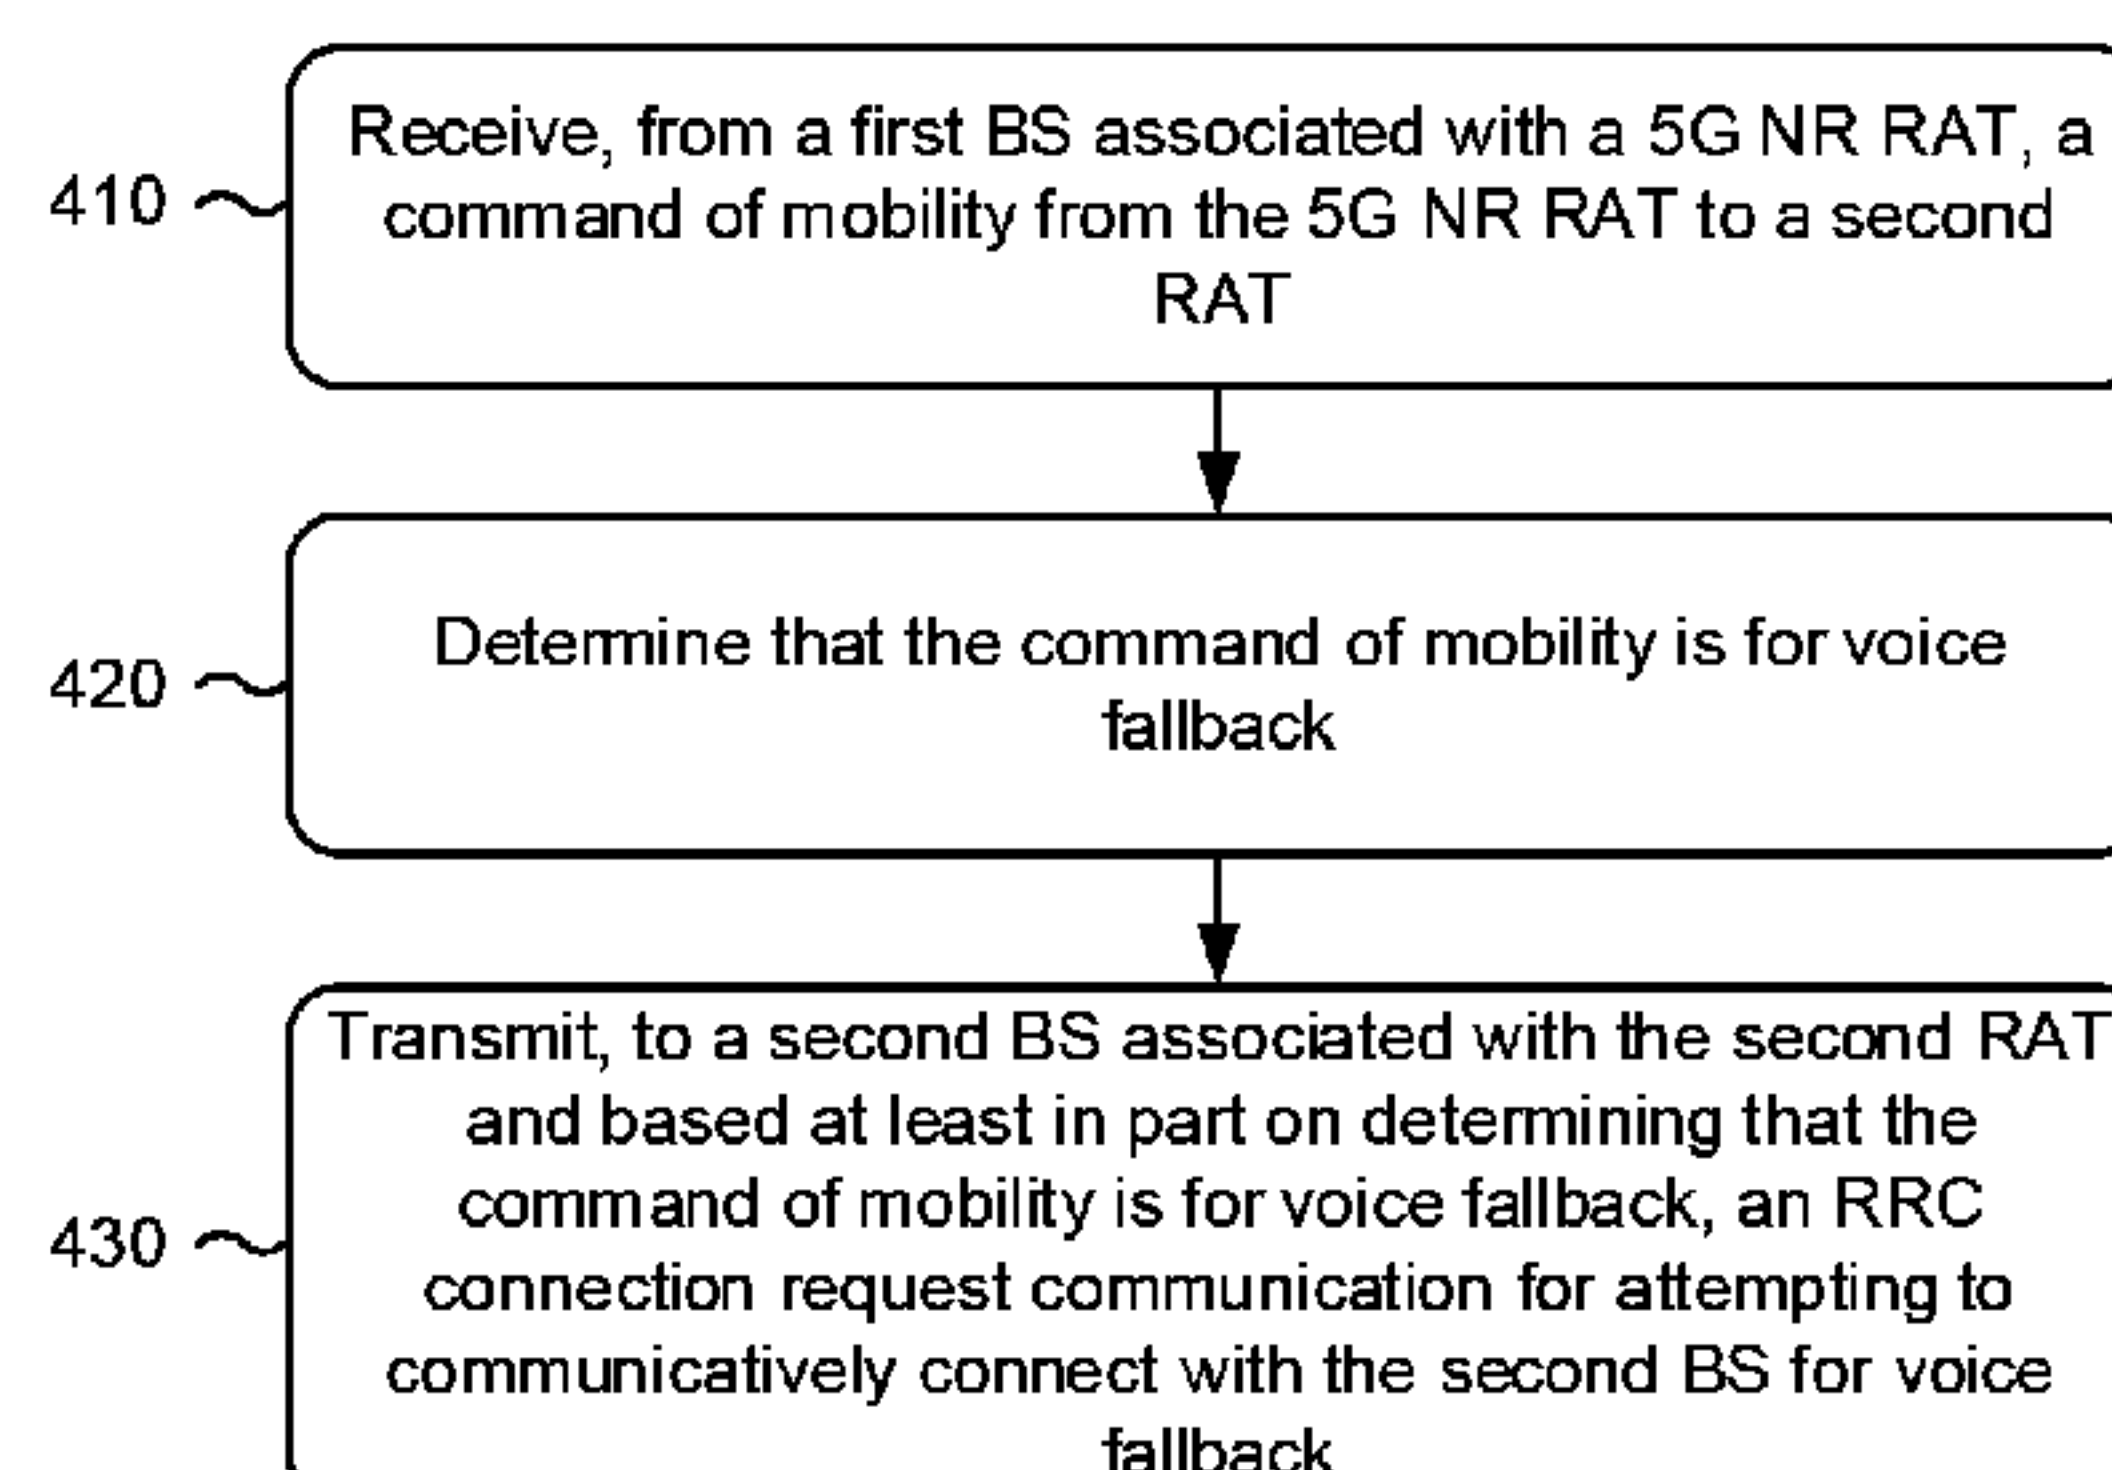 Receive, from a first BS associated with a 5G NR RAT, a
410
command of mobility from the 5G NR RAT to a second
RAT
Determine that the command of mobility is for voice
420
fallback
Transmit, to a second BS associated with the second RAT
and based at least in part on determining that the
command of mobility is for voice fallback, an RRC
430
connection request communication for attempting to
communicatively connect with the second BS for voice
fallback